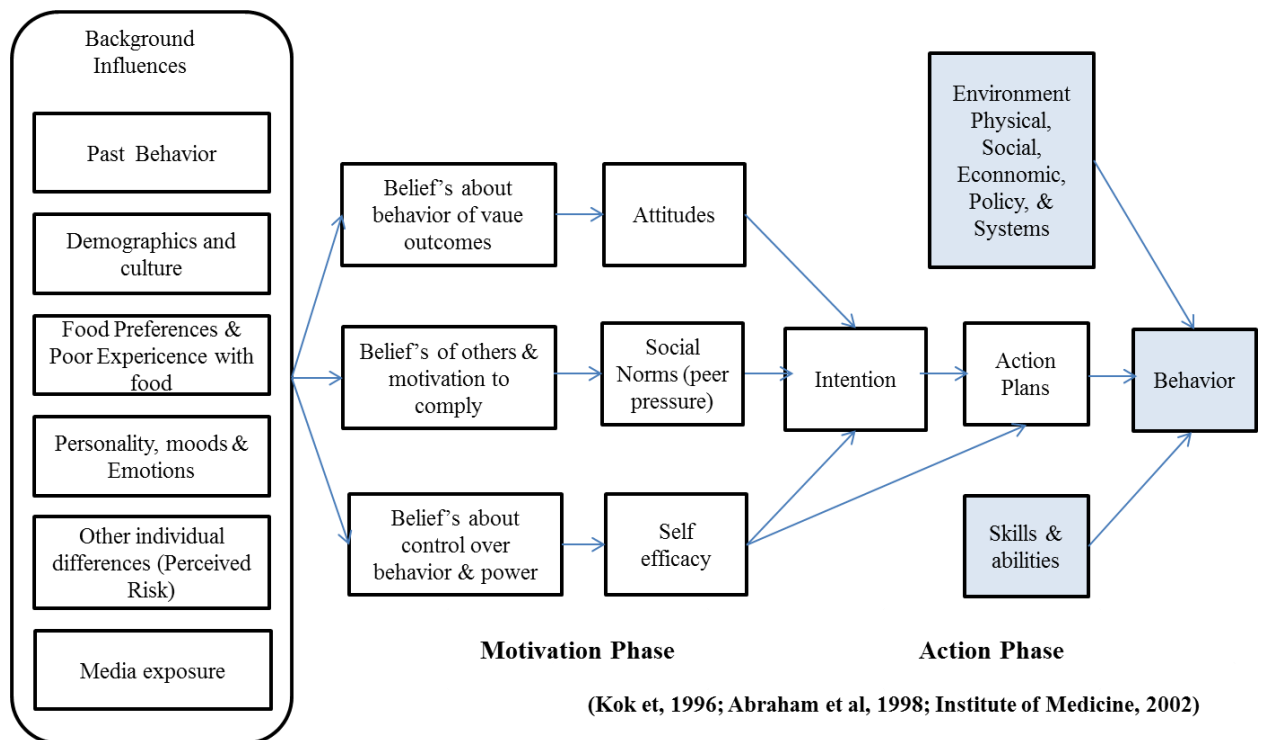 Background
Influences
Past Behavior
Demographics and
culture
Food Preferences &
Poor Expericence with
food
Personality, moods &
Emotions
Other individual
differences (Perceived
Risk)
Media exposure
Belief’s about
behavior of vaue
outcomes
Attitudes
Belief’s of others &
motivation to
comply
Social
Norms (peer
pressure)
Belief’s about
control over
behavior & power
Self
efficacy
Intention
Action
Plans
Environment
Physical,
Social,
Econnomic,
Policy, &
Systems
Behavior
Skills &
abilities
Motivation Phase
Action Phase
(Kok et, 1996; Abraham et al, 1998; Institute of Medicine, 2002)